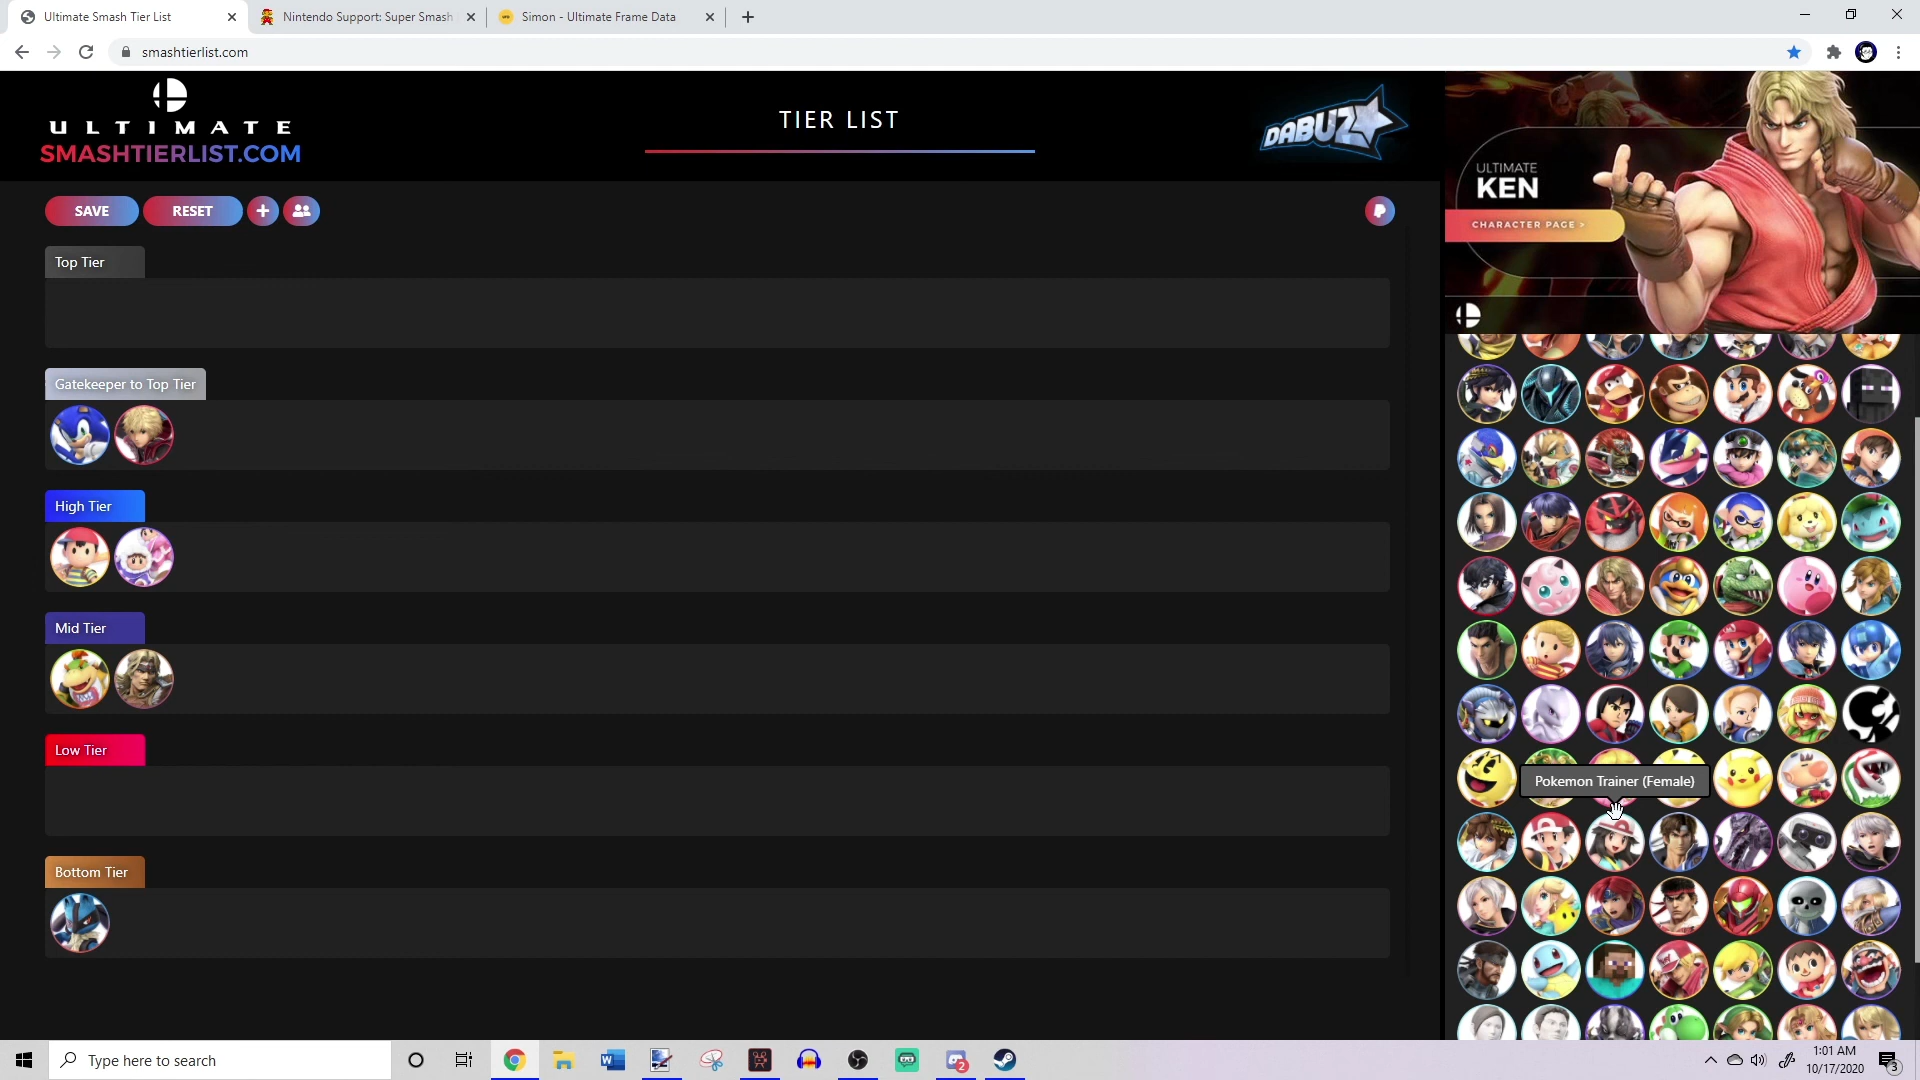 Ultimate Smash Tier List
Nintendo Support: Super Smash
Simon - Ultimate Frame Data
smashtierlist.com
ULTIMATE
SMASHTIERLIST.COM
TIER LIST
DABUZ
ULTIMATE
KEN
CHARACTER PAGE >
SAVE
RESET
Top Tier
Gatekeeper to Top Tier
High Tier
Mid Tier
Low Tier
Bottom Tier
Pokemon Trainer (Female)
Type here to search
2
1:01 AM
10/17/2020
3